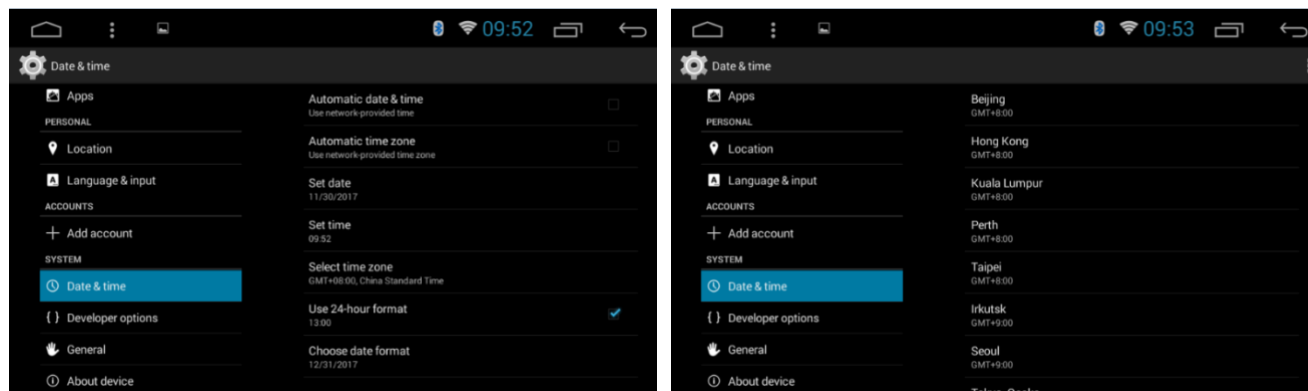 09:52
Date & time
Apps
PERSONAL
Location
Language & input
ACCOUNTS
Add account
SYSTEM
Date & time
Developer options
General
About device
Automatic date & time
Use network-provided time
Automatic time zone
Use network-provided time zone
Set date
11/30/2017
Set time
09:52
Select time zone
GMT+08:00, China Standard Time
Use 24-hour format
13:00
Choose date format
12/31/2017
09:53
Date & time
Apps
PERSONAL
Location
Language & input
ACCOUNTS
Add account
SYSTEM
Date & time
Developer options
General
About device
Beijing
GMT+8:00
Hong Kong
GMT+8:00
Kuala Lumpur
GMT+8:00
Perth
GMT+8:00
Taipei
GMT+8:00
Irkutsk
GMT+9:00
Seoul
GMT+9:00